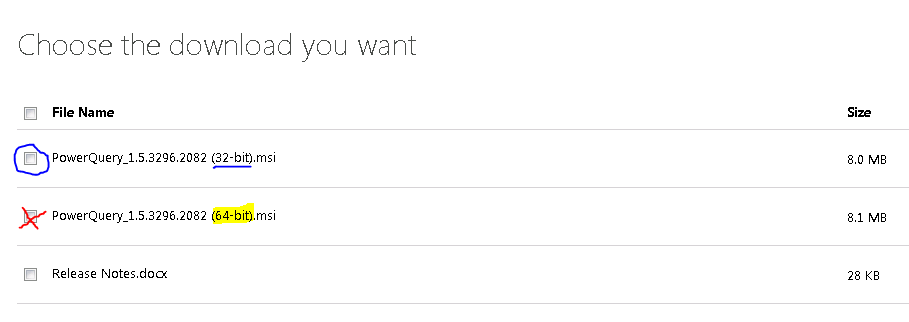 Choose the download you want
File Name Size
PowerQuery_1.5.3296.2082 (32-bit).msi 8.0 MB
PowerQuery_1.5.3296.2082 (64-bit).msi 8.1 MB
Release Notes.docx 28 KB